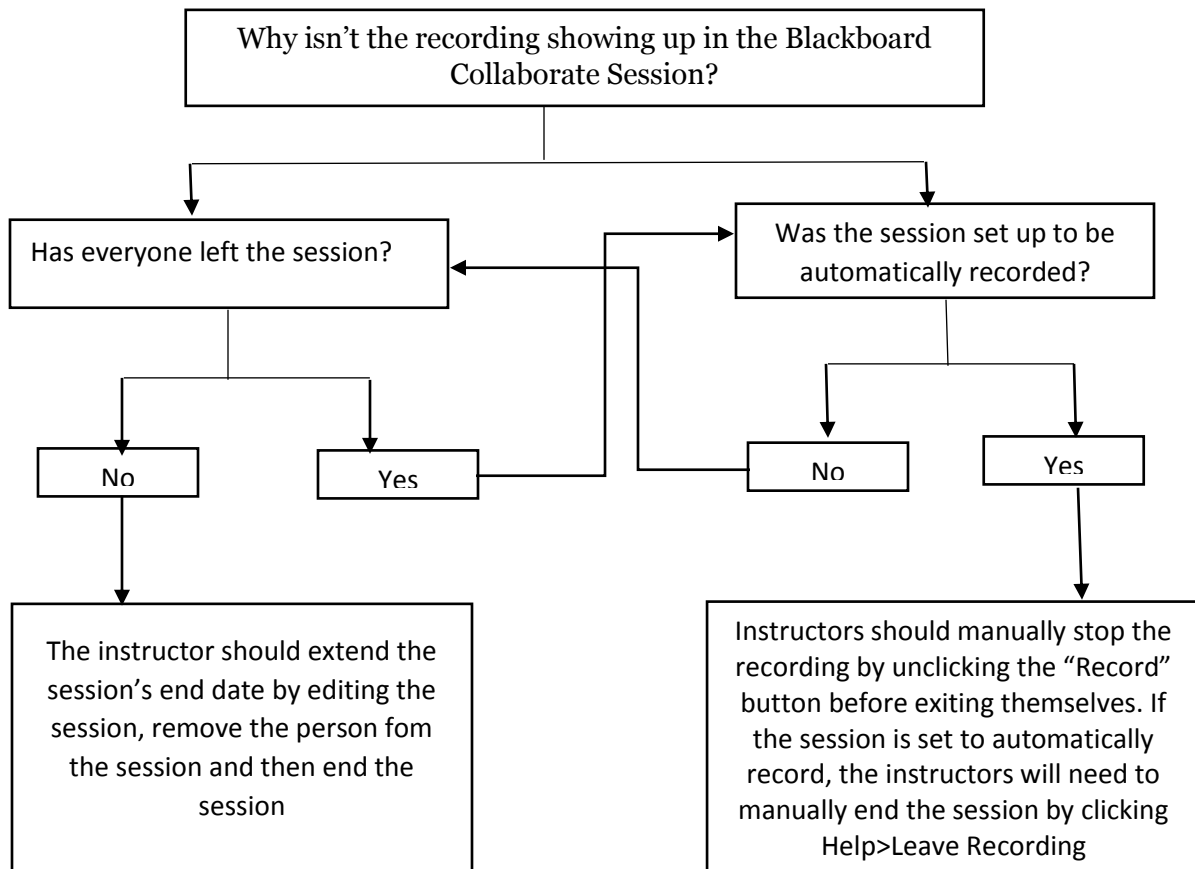 Why isn’t the recording showing up in the Blackboard
Collaborate Session?
Has everyone left the session?
Was the session set up to be
automatically recorded?
No
Yes
No
Yes
The instructor should extend the
session’s end date by editing the
session, remove the person fom
the session and then end the
session
Instructors should manually stop the
recording by unclicking the “Record”
button before exiting themselves. If
the session is set to automatically
record, the instructors will need to
manually end the session by clicking
Help>Leave Recording